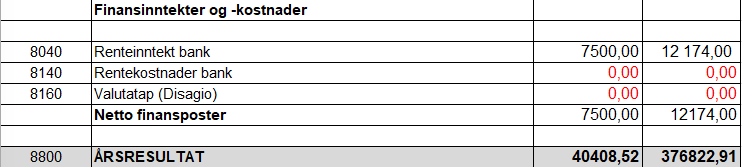 Finansinntekter og -kostnader
8040 Renteinntekt bank 7500,00 12 174,00
8140 Rentekostnader bank 0,00 0,00
8160 Valutatap (Disagio) 0,00 0,00
Netto finansposter 7500,00 12174,00
8800 ÅRSRESULTAT 40408,52 376822,91